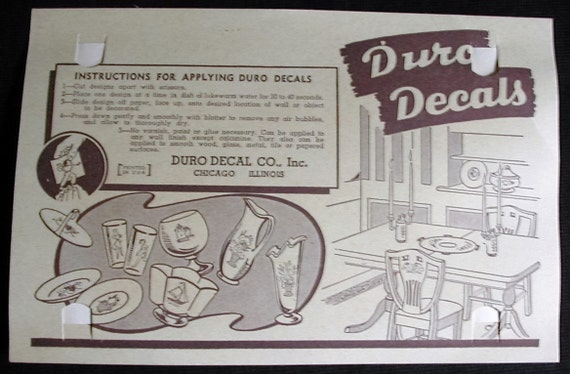 Duro
Decals
INSTRUCTIONS FOR APPLYING DURO DECALS
1—Cut designs apart with scissors.
2—Place one design at a time in dish of lukewarm water for 20 to 40 seconds.
3—Slide design off paper, face up, onto desired location of wall or object
to be decorated.
4—Press down gently and smoothly with blotter to remove any air bubbles,
and allow to thoroughly dry.
5—No varnish, paint or glue necessary. Can be applied to
any wall finish except calcimine. They also can be
applied to smooth wood, glass, metal, tile or papered
surfaces.
PRINTED
IN U.S.A.
DURO DECAL CO., Inc.
CHICAGO ILLINOIS